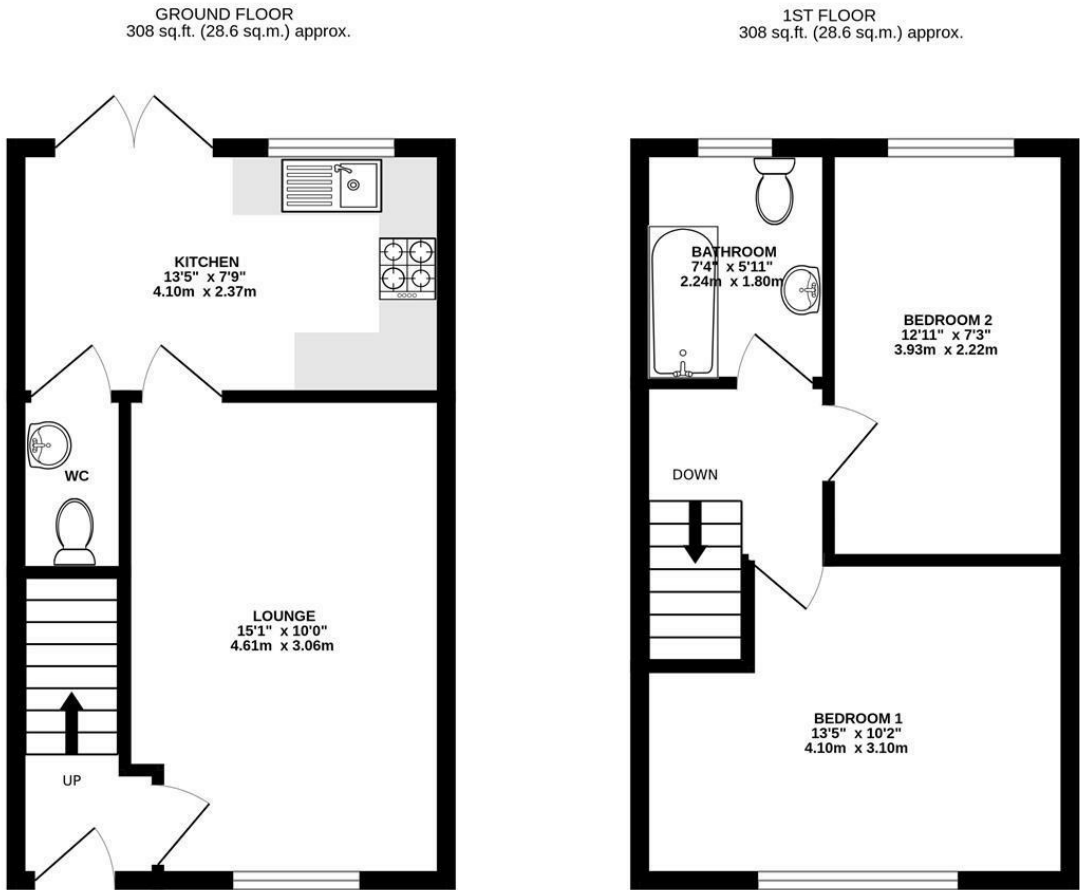 GROUND FLOOR
308 sq.ft. (28.6 sq.m.) approx.
KITCHEN
13'5" x 7'9"
4.10m x 2.37m
WC
LOUNGE
15'1" x 10'0"
4.61m x 3.06m
UP
1ST FLOOR
308 sq.ft. (28.6 sq.m.) approx.
BATHROOM
7'4" x 5'11"
2.24m x 1.80m
BEDROOM 2
12'11" x 7'3"
3.93m x 2.22m
DOWN
BEDROOM 1
13'5" x 10'2"
4.10m x 3.10m